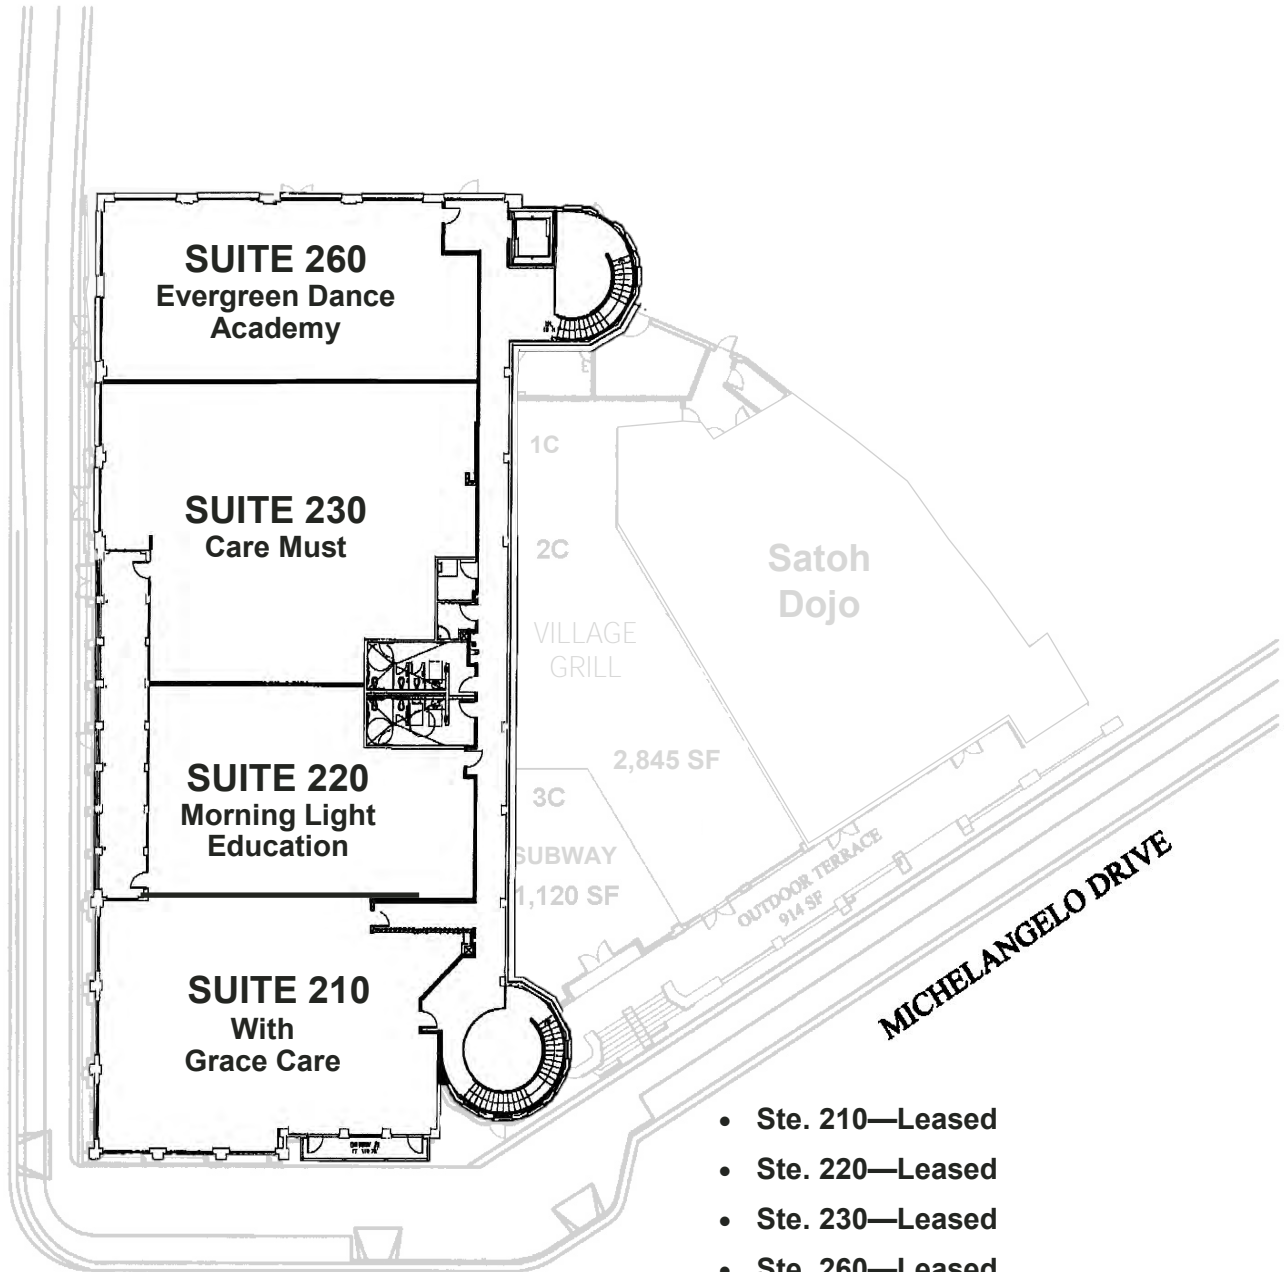 SUITE 260
Evergreen Dance
Academy
SUITE 230
Care Must
SUITE 220
Morning Light
Education
SUITE 210
With
Grace Care
1C
2C
VILLAGE
GRILL
2,845 SF
3C
SUBWAY
1,120 SF
Satoh
Dojo
OUTDOOR TERRACE
914 SF
MICHELANGELO DRIVE
• Ste. 210—Leased
• Ste. 220—Leased
• Ste. 230—Leased
• Ste. 260—Leased